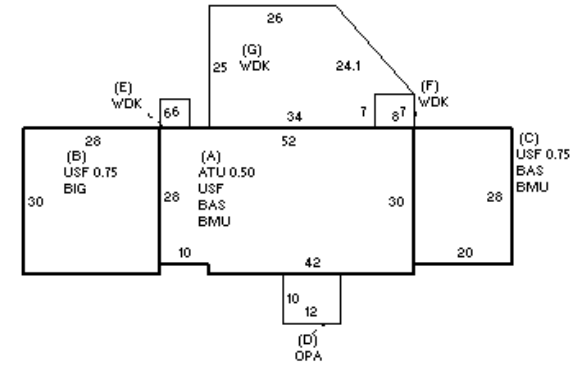 26
(G)
WDK
25
24.1
(E)
WDK
66
34
7
87
(F)
WDK
28
(B)
USF 0.75
BIG
30
52
(A)
ATU 0.50
USF
BAS
BMU
28
30
10
42
(C)
USF 0.75
BAS
BMU
28
20
10
12
(D)
OPA